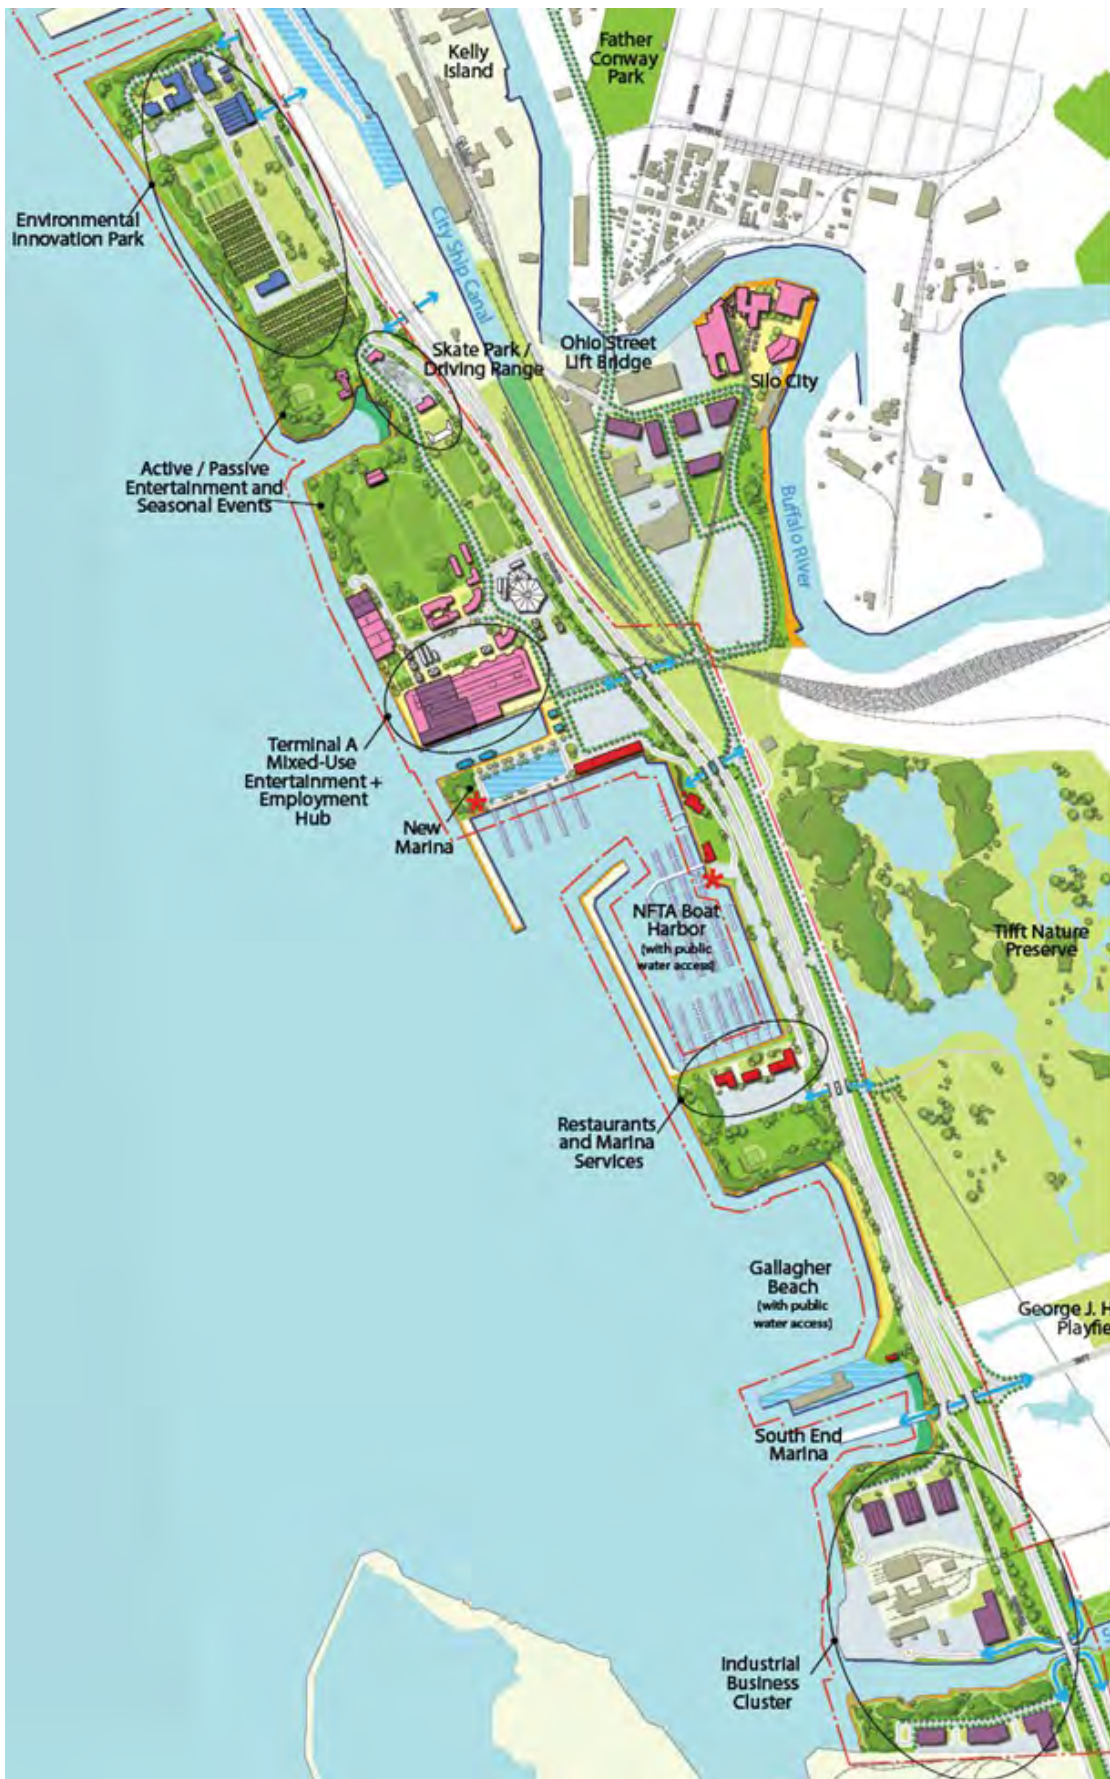 Kelly
Island
Father
Conway
Park
City Ship Canal
Environmental
Innovation Park
Skate Park /
Driving Range
Ohio Street
Lift Bridge
Silo City
Active / Passive
Entertainment and
Seasonal Events
Buffalo River
Terminal A
Mixed-Use
Entertainment +
Employment
Hub
New
Marina
NFTA Boat
Harbor
(with public
water access)
Tifft Nature
Preserve
Restaurants
and Marina
Services
Gallagher
Beach
(with public
water access)
George J. H
Playfie
South End
Marina
Industrial
Business
Cluster